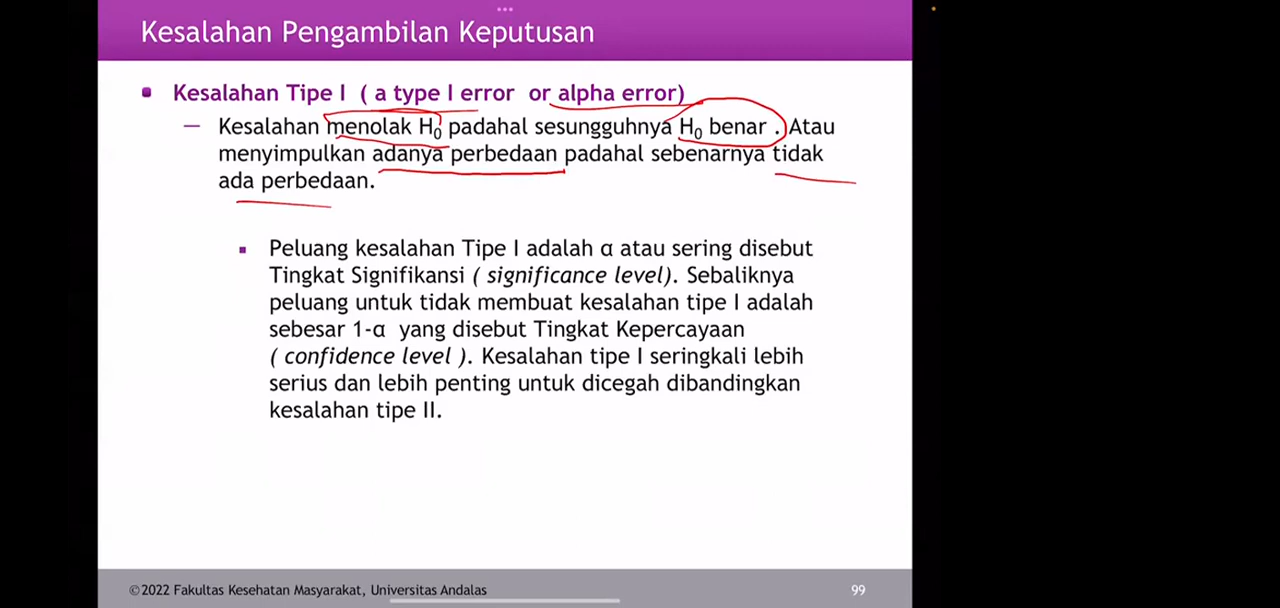 Kesalahan Pengambilan Keputusan
Kesalahan Tipe I ( a type I error or alpha error)
— Kesalahan menolak H₀ padahal sesungguhnya H₀ benar . Atau
menyimpulkan adanya perbedaan padahal sebenarnya tidak
ada perbedaan.
Peluang kesalahan Tipe I adalah α atau sering disebut
Tingkat Signifikansi ( significance level). Sebaliknya
peluang untuk tidak membuat kesalahan tipe I adalah
sebesar 1-α yang disebut Tingkat Kepercayaan
( confidence level ). Kesalahan tipe I seringkali lebih
serius dan lebih penting untuk dicegah dibandingkan
kesalahan tipe II.
©2022 Fakultas Kesehatan Masyarakat, Universitas Andalas
99